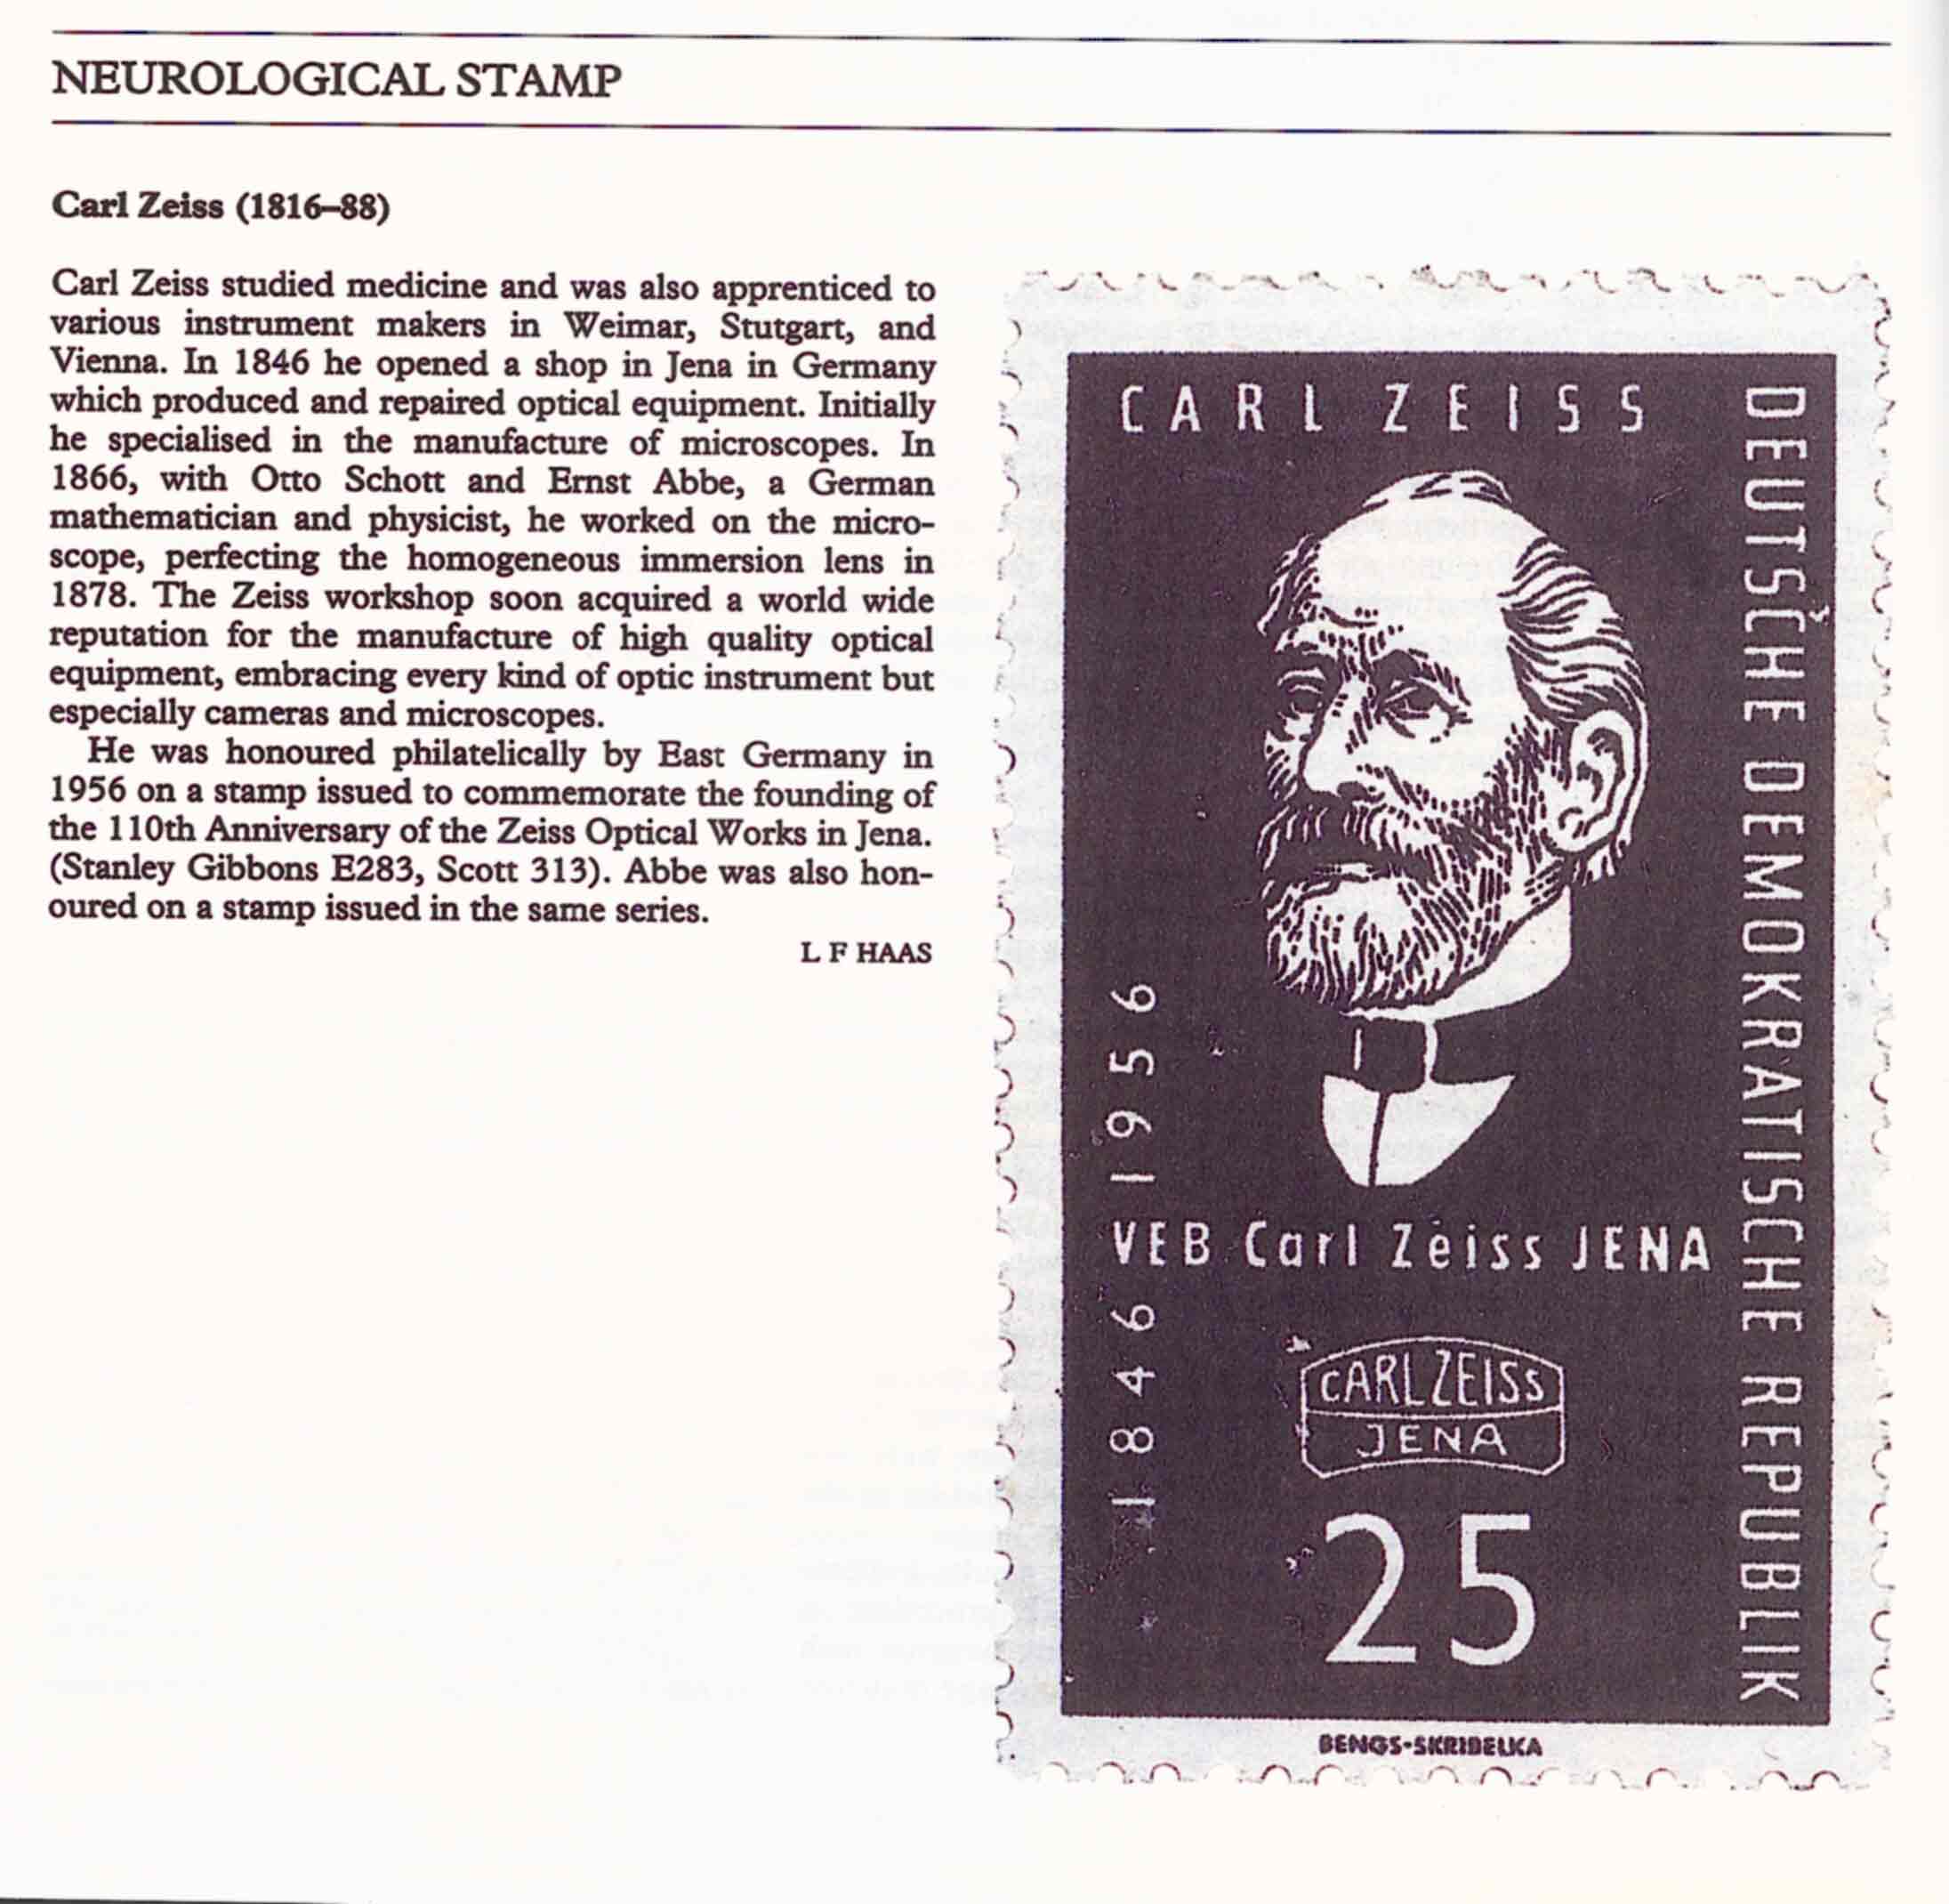 NEUROLOGICAL STAMP
Carl Zeiss (1816–88)
Carl Zeiss studied medicine and was also apprenticed to
various instrument makers in Weimar, Stutgart, and
Vienna. In 1846 he opened a shop in Jena in Germany
which produced and repaired optical equipment. Initially
he specialised in the manufacture of microscopes. In
1866, with Otto Schott and Ernst Abbe, a German
mathematician and physicist, he worked on the micro-
scope, perfecting the homogeneous immersion lens in
1878. The Zeiss workshop soon acquired a world wide
reputation for the manufacture of high quality optical
equipment, embracing every kind of optic instrument but
especially cameras and microscopes.
He was honoured philatelically by East Germany in
1956 on a stamp issued to commemorate the founding of
the 110th Anniversary of the Zeiss Optical Works in Jena.
(Stanley Gibbons E283, Scott 313). Abbe was also hon-
oured on a stamp issued in the same series.
L F HAAS
CARL ZEISS
DEUTSCHE DEMOKRATISCHE REPUBLIK
1846 1956
VEB Carl Zeiss JENA
CARL ZEISS
JENA
25
BENGS-SKRIBELKA